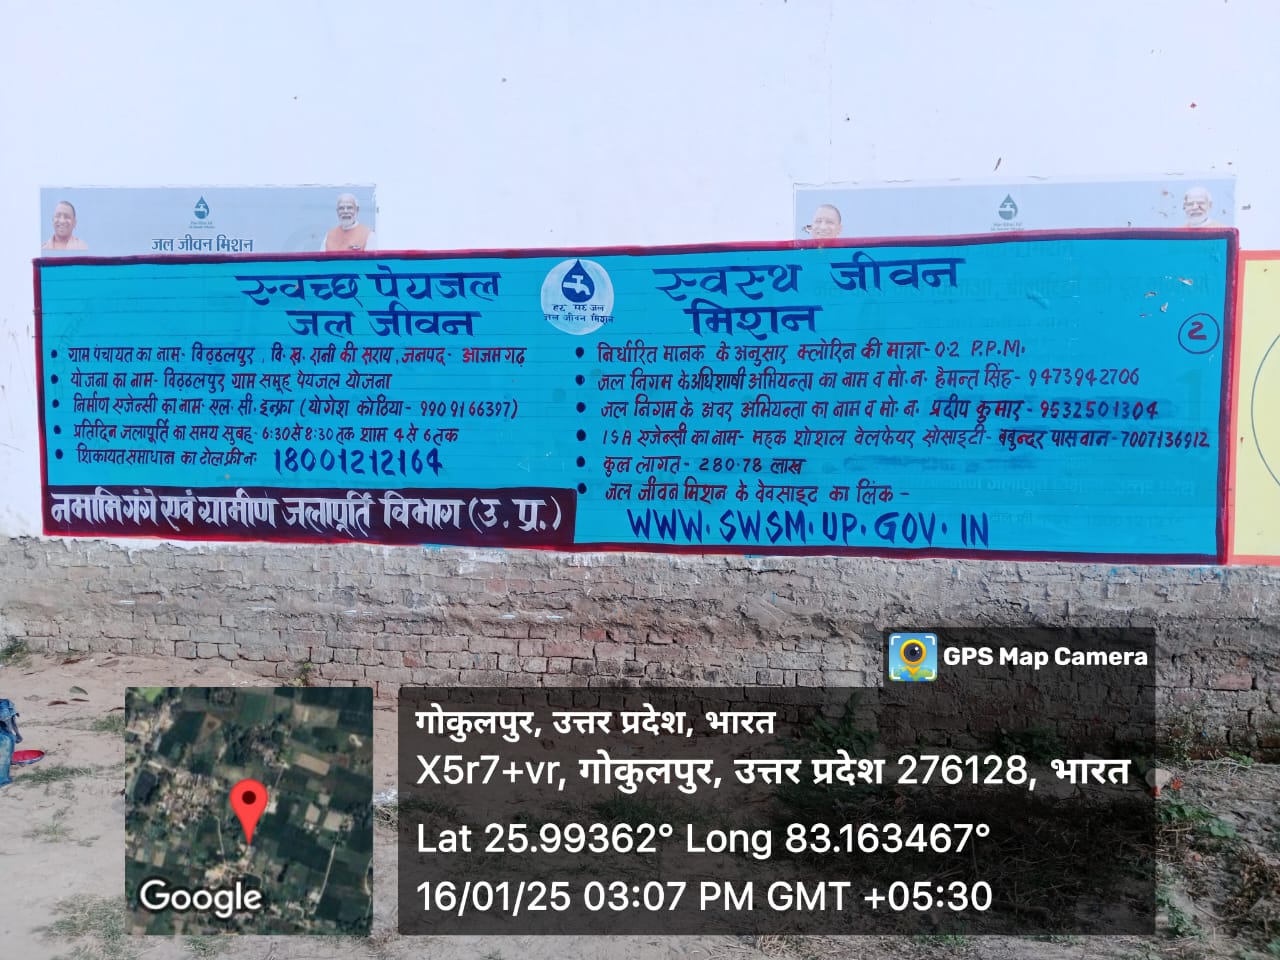 जल जीवन मिशन
स्वच्छ पेयजल
जल जीवन
हर घर जल
जल जीवन मिशन
स्वस्थ जीवन
मिशन
2
• ग्राम पंचायत का नाम- विठ्ठलपुर, वि. ख. रानी की सराय, जनपद- आजमगढ़
• योजना का नाम- विठ्ठलपुर ग्राम समूह पेयजल योजना
• निर्माण एजेन्सी का नाम- एल. सी. इन्फ्रा (योगेश कोठिया- 9909166397)
• प्रतिदिन जलापूर्ति का समय सुबह- 6:30 से 8:30 तक शाम 4 से 6 तक
• शिकायत समाधान का टोल फ्री न- 18001212164
नमामि गंगे एवं ग्रामीण जलापूर्ति विभाग (उ. प्र.)
• निर्धारित मानक के अनुसार क्लोरिन की मात्रा- 0.2 P.P.M.
• जल निगम के अधिशाषी अभियन्ता का नाम व मो. न. हेमन्त सिंह- 9473942706
• जल निगम के अवर अभियन्ता का नाम व मो. न. प्रदीप कुमार- 9532501304
• ISA एजेन्सी का नाम- महक शोशल वेलफेयर सोसाइटी- बबुन्दर पासवान- 7007136912
• कुल लागत- 280.78 लाख
• जल जीवन मिशन के वेबसाइट का लिंक -
WWW.SWSM.UP.GOV.IN
GPS Map Camera
गोकुलपुर, उत्तर प्रदेश, भारत
X5r7+vr, गोकुलपुर, उत्तर प्रदेश 276128, भारत
Lat 25.99362° Long 83.163467°
16/01/25 03:07 PM GMT +05:30
Google